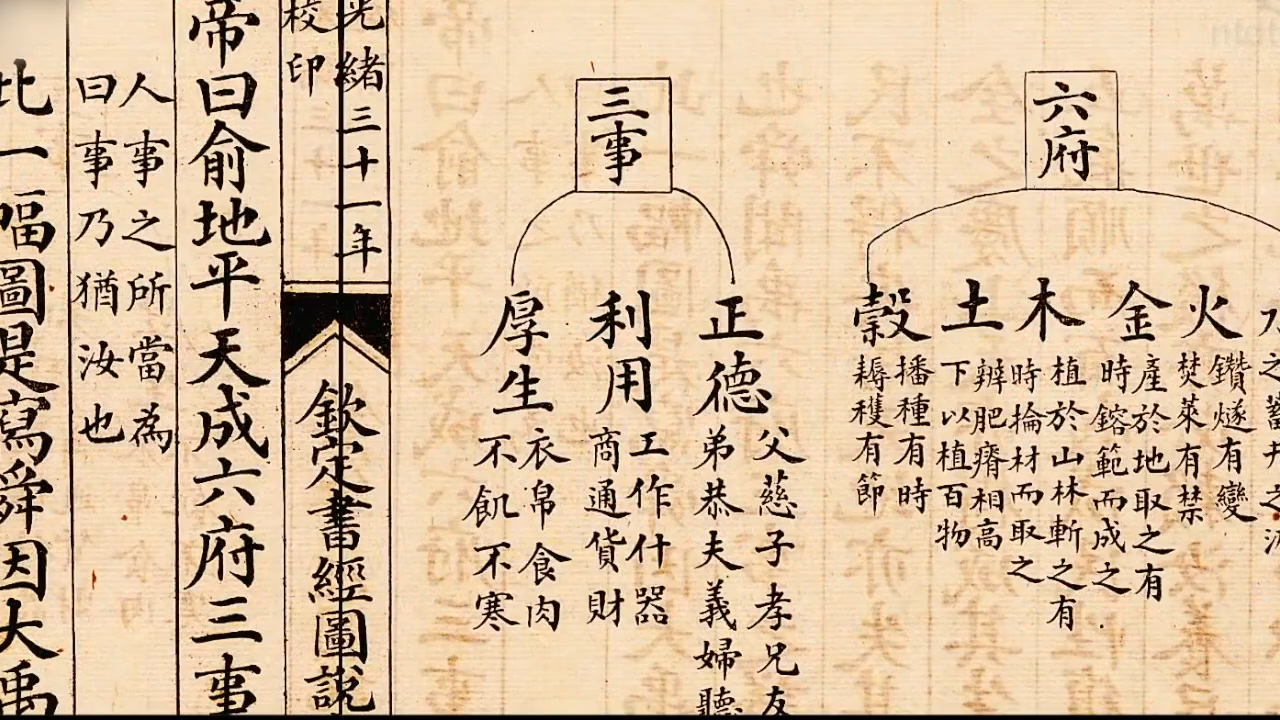 六府
火
鑽燧有變
焚萊有禁
金
產於地取之有
時鎔範而成之
木
植於山林斬之有
時掄材而取之
土
辨肥瘠相高
下以植百物
穀
播種有時
耨穫有節
三事
正德
父慈子孝兄友
弟恭夫義婦聽
利用
工作什器
商通貨財
厚生
衣帛食肉
不飢不寒
光緒三十一年
校印
欽定書經圖說
帝曰俞地平天成六府三事
人事之所當為
曰事乃猶汝也
此一幅圖是寫舜因大禹